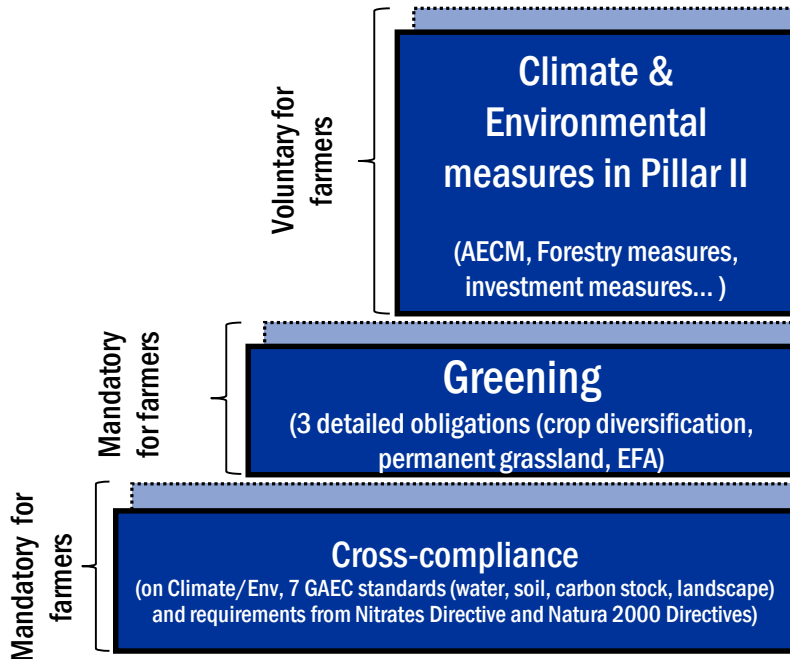 Voluntary for
farmers
Climate &
Environmental
measures in Pillar II
(AECM, Forestry measures,
investment measures... )
Mandatory
for farmers
Greening
(3 detailed obligations (crop diversification,
permanent grassland, EFA)
Mandatory for
farmers
Cross-compliance
(on Climate/Env, 7 GAEC standards (water, soil, carbon stock, landscape)
and requirements from Nitrates Directive and Natura 2000 Directives)